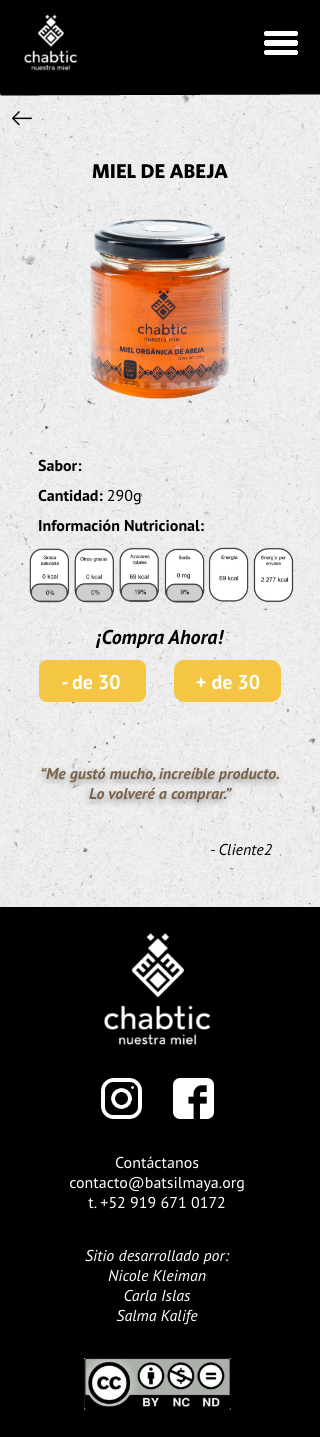 chabtic
nuestra miel
MIEL DE ABEJA
chabtic
nuestra miel
MIEL ORGÁNICA DE ABEJA
Sabor:
Cantidad: 290g
Información Nutricional:
Grasa saturada
0 kcal
0%
Otras grasas
0 kcal
0%
Azúcares totales
69 kcal
19%
Sodio
0 mg
0%
Energía
69 kcal
Energía por envase
2 277 kcal
¡Compra Ahora!
- de 30
+ de 30
“Me gustó mucho, increíble producto.
Lo volveré a comprar.”
- Cliente2
chabtic
nuestra miel
Contáctanos
contacto@batsilmaya.org
t. +52 919 671 0172
Sitio desarrollado por:
Nicole Kleiman
Carla Islas
Salma Kalife
cc
BY NC ND